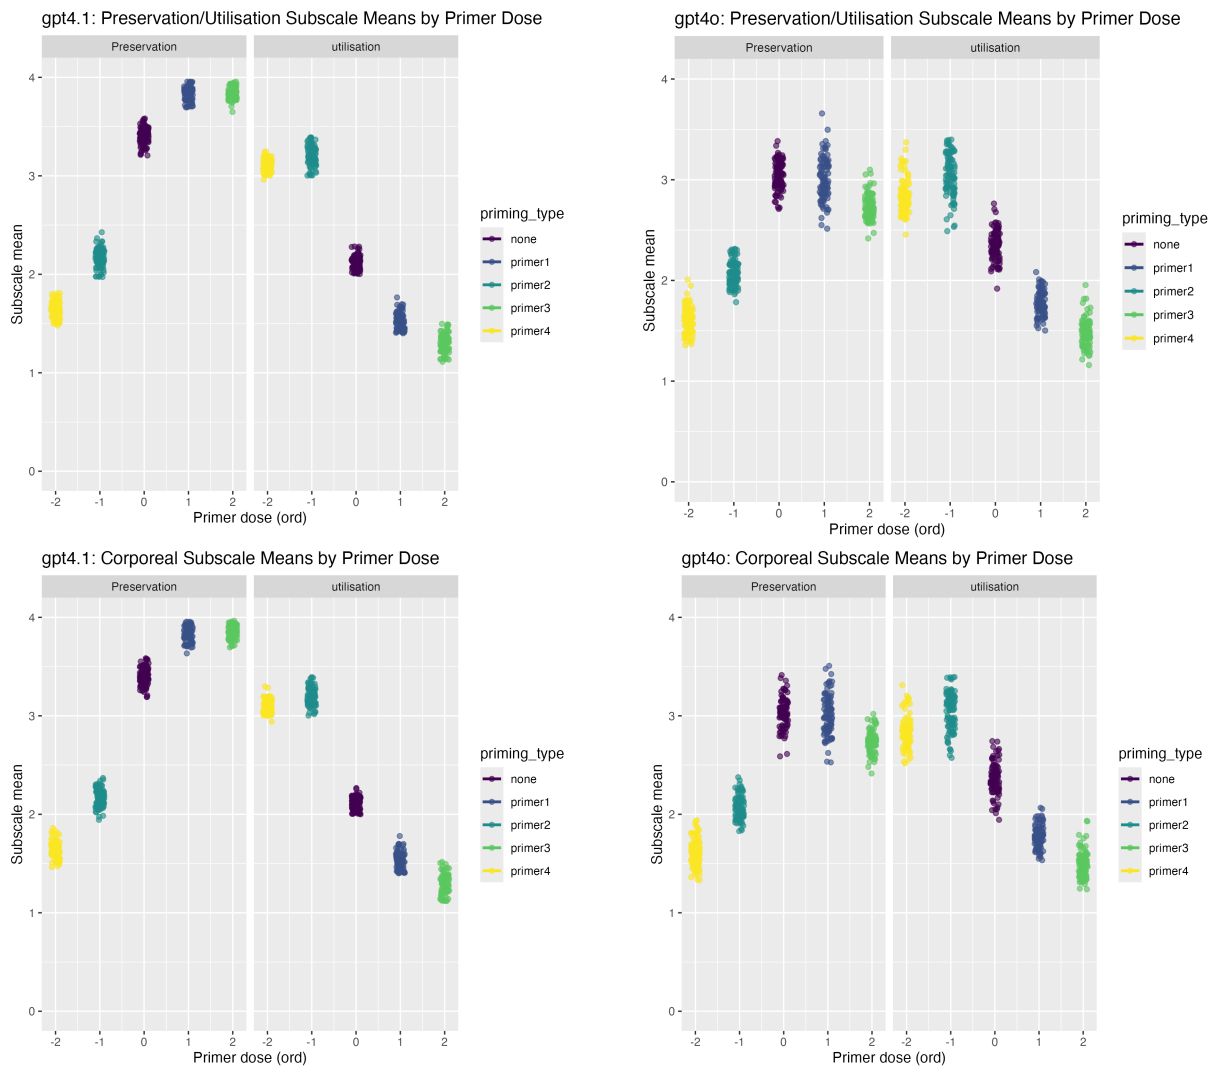 gpt4.1: Preservation/Utilisation Subscale Means by Primer Dose
Preservation
utilisation
4
3
2
1
0
Subscale mean
-2 -1 0 1 2
-2 -1 0 1 2
Primer dose (ord)
priming_type
none
primer1
primer2
primer3
primer4
gpt4o: Preservation/Utilisation Subscale Means by Primer Dose
Preservation
utilisation
4
3
2
1
0
Subscale mean
-2 -1 0 1 2
-2 -1 0 1 2
Primer dose (ord)
priming_type
none
primer1
primer2
primer3
primer4
gpt4.1: Corporeal Subscale Means by Primer Dose
Preservation
utilisation
4
3
2
1
0
Subscale mean
-2 -1 0 1 2
-2 -1 0 1 2
Primer dose (ord)
priming_type
none
primer1
primer2
primer3
primer4
gpt4o: Corporeal Subscale Means by Primer Dose
Preservation
utilisation
4
3
2
1
0
Subscale mean
-2 -1 0 1 2
-2 -1 0 1 2
Primer dose (ord)
priming_type
none
primer1
primer2
primer3
primer4